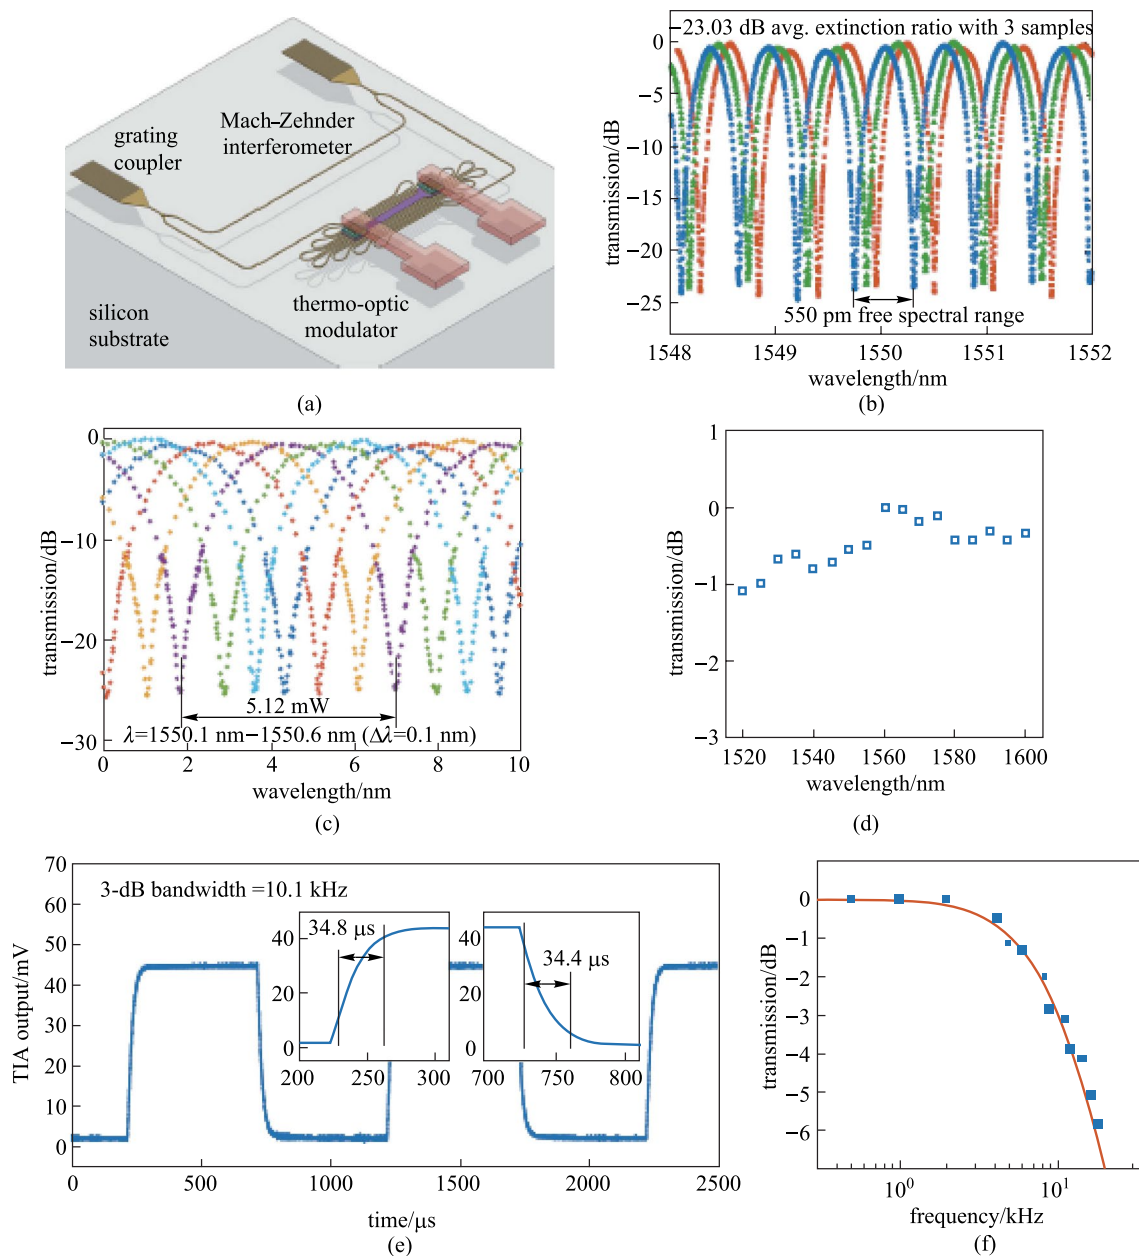 grating
coupler
Mach–Zehnder
interferometer
thermo-optic
modulator
silicon
substrate
(a)
−23.03 dB avg. extinction ratio with 3 samples
0
−5
−10
−15
−20
−25
transmission/dB
550 pm free spectral range
1548
1549
1550
1551
1552
wavelength/nm
(b)
0
−10
−20
−30
transmission/dB
5.12 mW
λ=1550.1 nm−1550.6 nm (Δλ=0.1 nm)
0
2
4
6
8
10
wavelength/nm
(c)
1
0
−1
−2
−3
transmission/dB
1520
1540
1560
1580
1600
wavelength/nm
(d)
70
60
50
40
30
20
10
0
TIA output/mV
3-dB bandwidth =10.1 kHz
40
20
0
34.8 μs
200
250
300
40
20
0
34.4 μs
700
760
800
0
500
1000
1500
2000
2500
time/μs
(e)
0
−1
−2
−3
−4
−5
−6
transmission/dB
10⁰
10¹
frequency/kHz
(f)